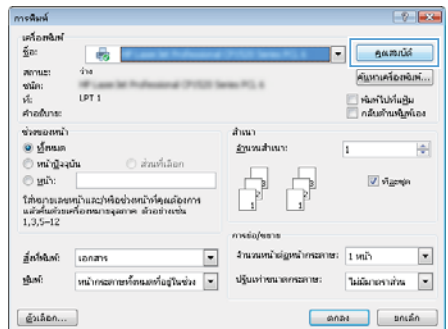 การพิมพ์
เครื่องพิมพ์
ชื่อ:
คุณสมบัติ
สถานะ: ว่าง
ชนิด:
ค้นหาเครื่องพิมพ์...
ที่: LPT 1
พิมพ์ไปที่แฟ้ม
คำอธิบาย:
กลับด้านพิมพ์เอง
ช่วงของหน้า
ทั้งหมด
หน้าปัจจุบัน
ส่วนที่เลือก
หน้า:
ใส่หมายเลขหน้าและ/หรือช่วงหน้าที่คุณต้องการ
แล้วคั่นด้วยเครื่องหมายจุลภาค ตัวอย่างเช่น
1,3,5–12
สำเนา
จำนวนสำเนา: 1
ทีละชุด
สิ่งที่พิมพ์: เอกสาร
พิมพ์: หน้ากระดาษทั้งหมดที่อยู่ในช่วง
การย่อ/ขยาย
จำนวนหน้าต่อหน้ากระดาษ: 1 หน้า
ปรับเท่าขนาดกระดาษ: ไม่มีมาตราส่วน
ตัวเลือก...
ตกลง
ยกเลิก